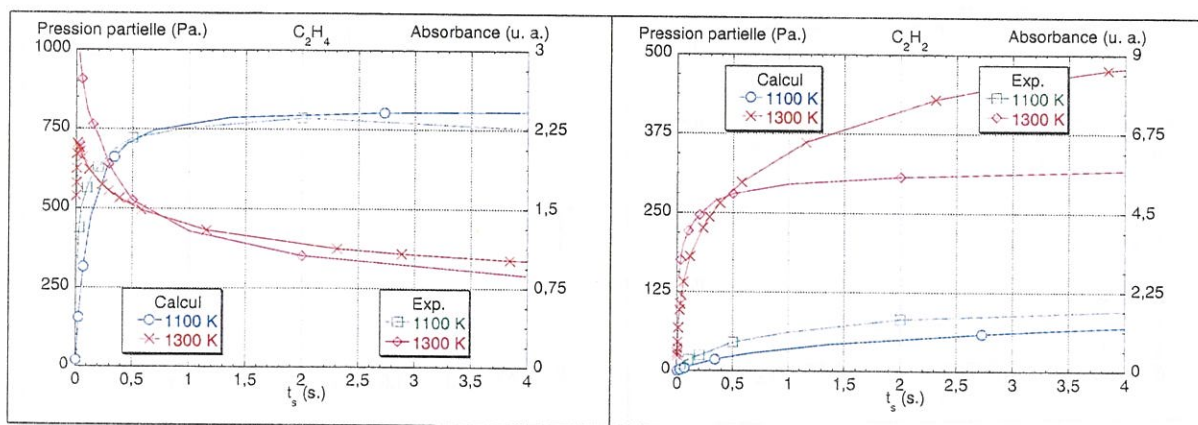 Pression partielle (Pa.) C₂H₄ Absorbance (u. a.)
1000 3
750 2,25
500 1,5
250 0,75
0 0
Calcul
1100 K
1300 K
Exp.
1100 K
1300 K
0 0,5 1 1,5 2 2,5 3 3,5 4
tₛ (s.)
Pression partielle (Pa.) C₂H₂ Absorbance (u. a.)
500 9
Calcul
1100 K
1300 K
Exp.
1100 K
1300 K
375 6,75
250 4,5
125 2,25
0 0
0 0,5 1 1,5 2 2,5 3 3,5 4
tₛ (s.)